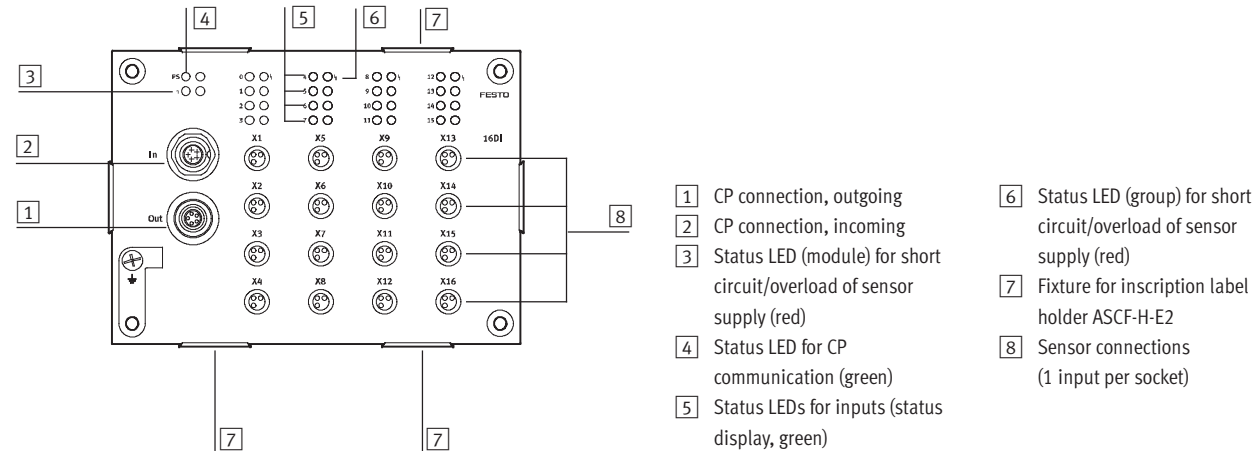 4 5 6 7
3
PS 0 4 8 12
1 5 9 13
2 6 10 14
3 7 11 15
FESTO
X1 X5 X9 X13 16DI
2
In
X2 X6 X10 X14
1
Out
8
X3 X7 X11 X15
X4 X8 X12 X16
7 7
1 CP connection, outgoing
2 CP connection, incoming
3 Status LED (module) for short
circuit/overload of sensor
supply (red)
4 Status LED for CP
communication (green)
5 Status LEDs for inputs (status
display, green)
6 Status LED (group) for short
circuit/overload of sensor
supply (red)
7 Fixture for inscription label
holder ASCF-H-E2
8 Sensor connections
(1 input per socket)